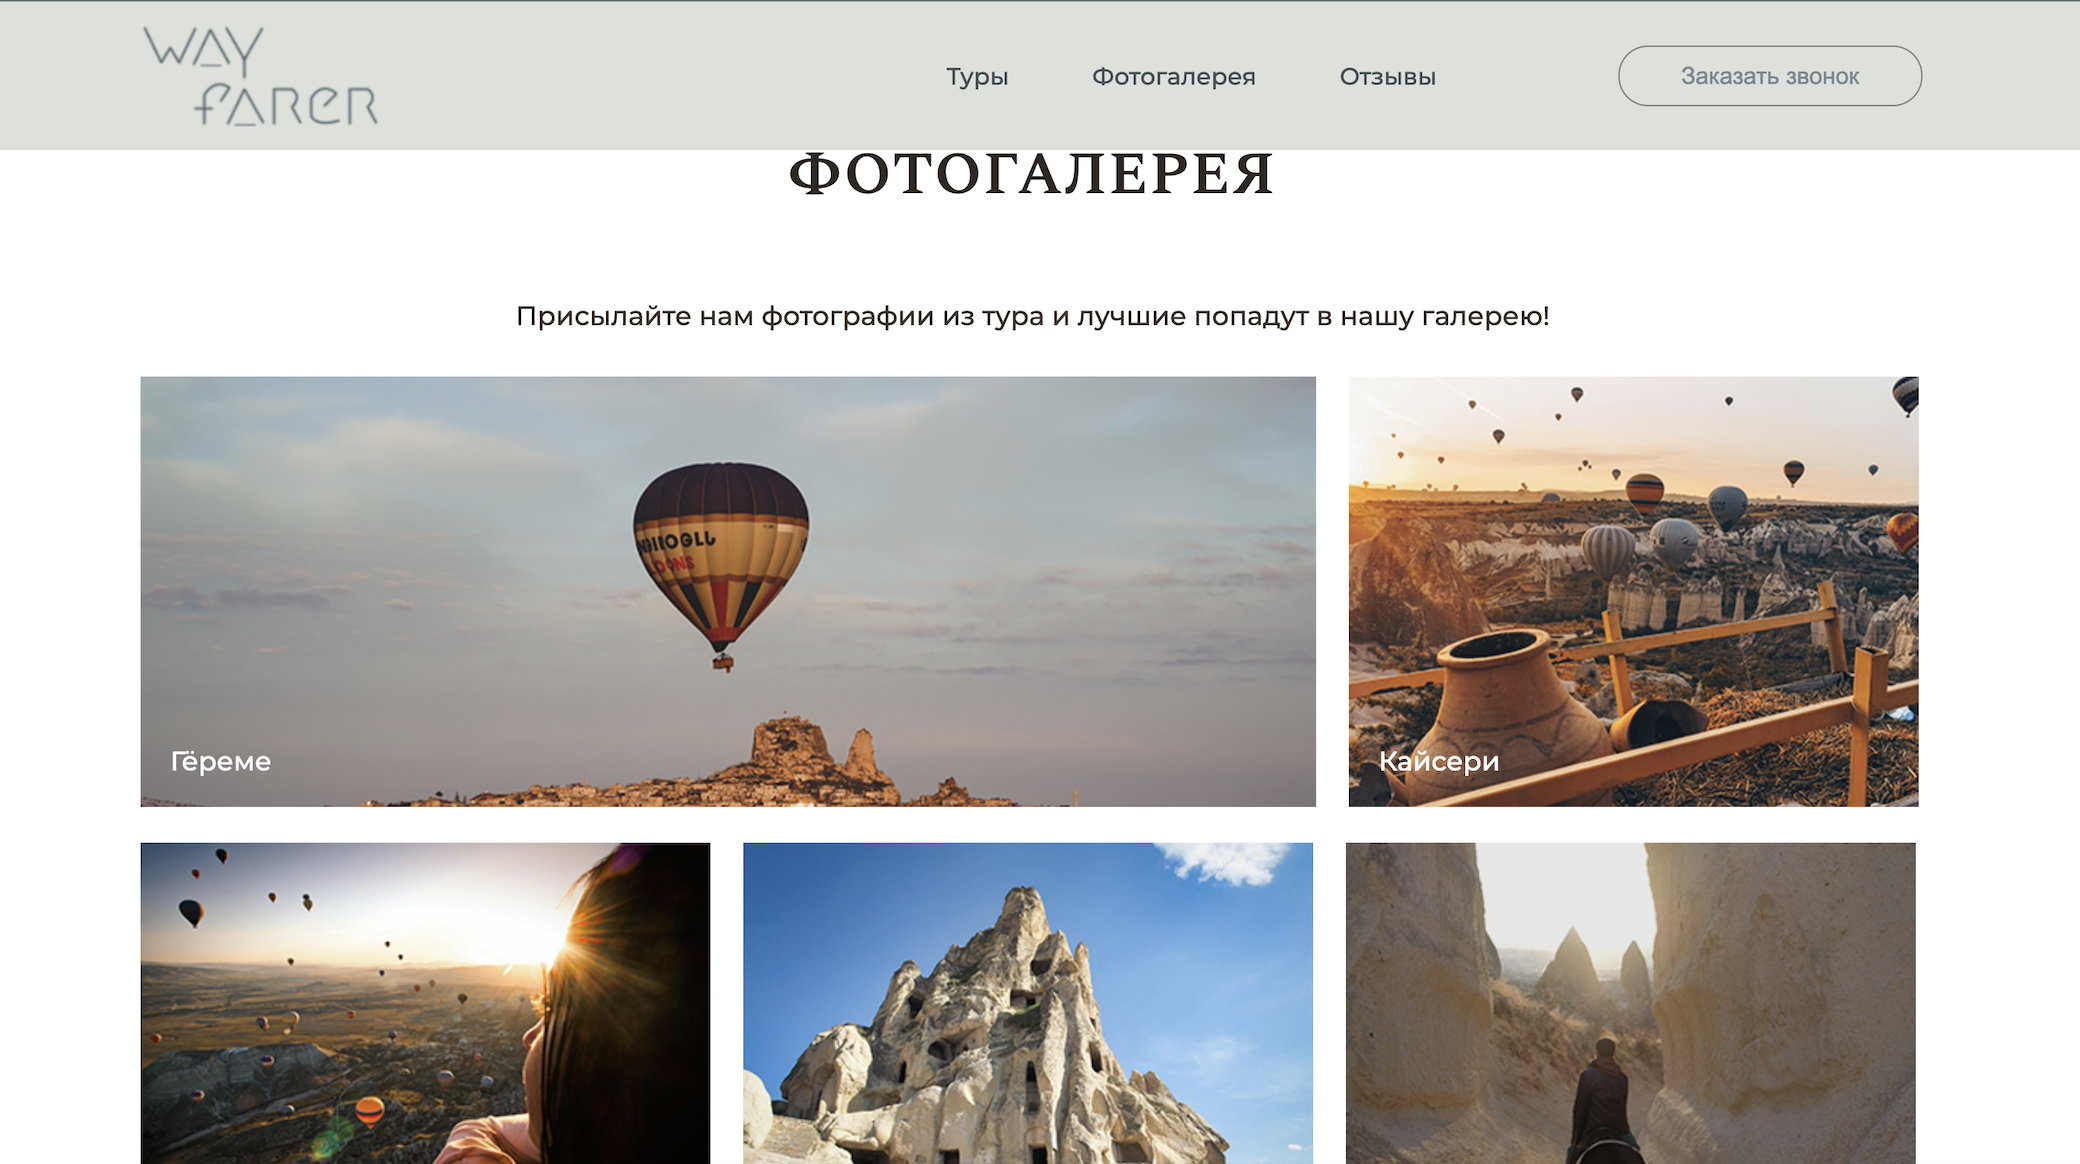 WAY
FARER
Туры Фотогалерея Отзывы Заказать звонок
ФОТОГАЛЕРЕЯ
Присылайте нам фотографии из тура и лучшие попадут в нашу галерею!
Гёреме
Кайсери